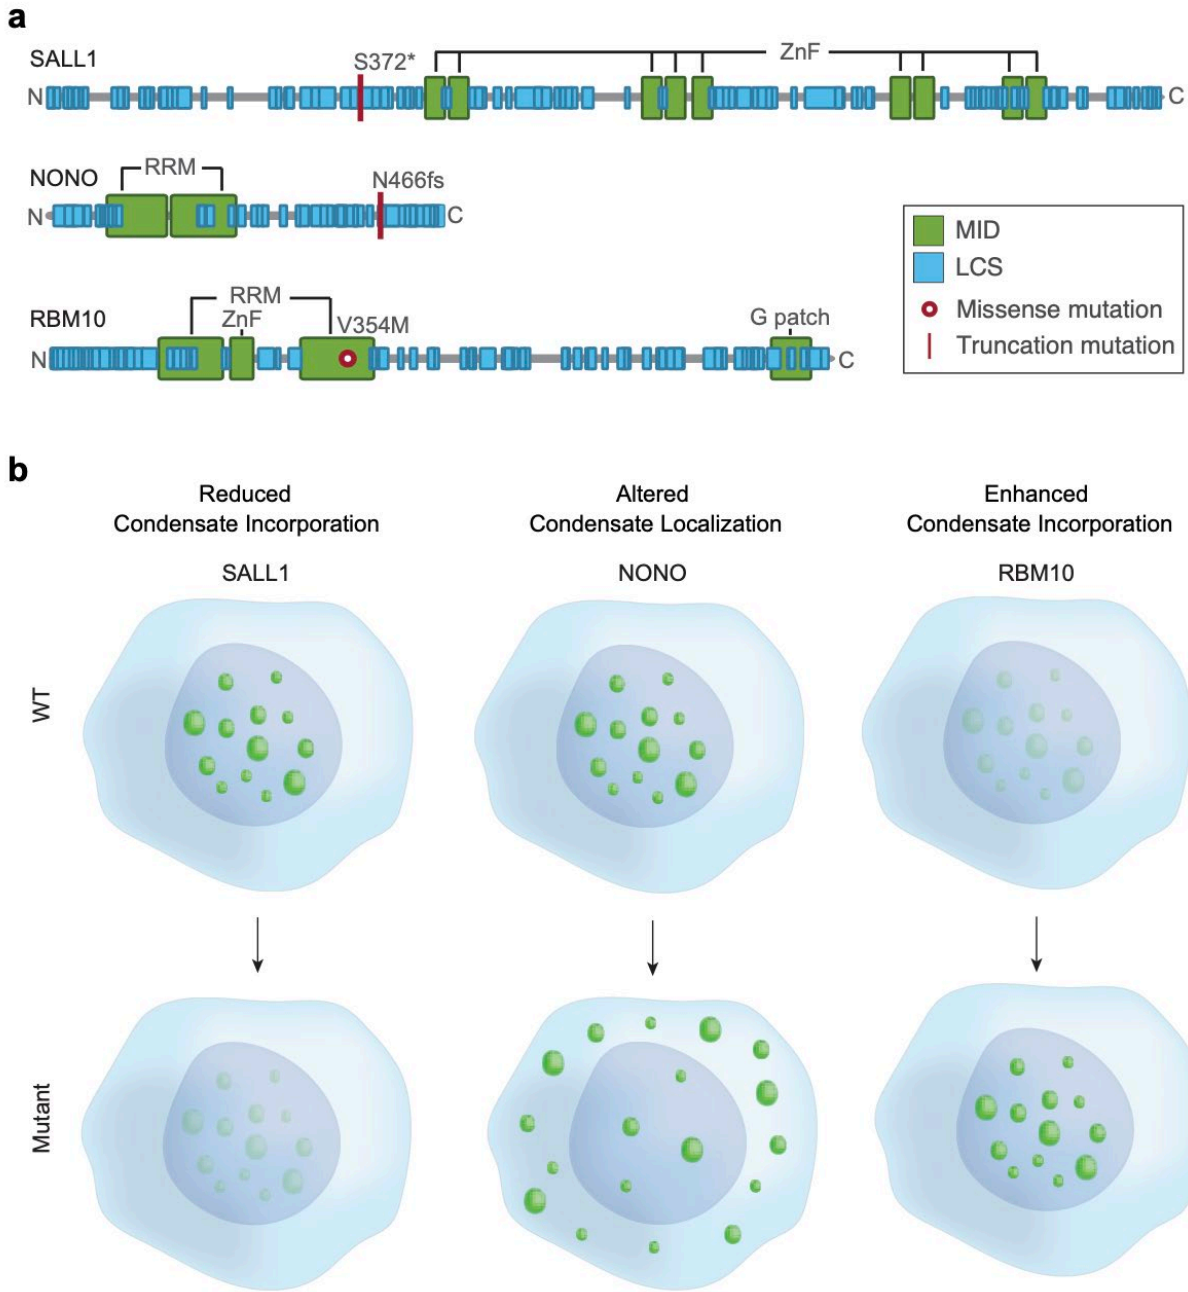 a
SALL1
S372*
ZnF
N
C
NONO
RRM
N466fs
N
C
RBM10
RRM
ZnF
V354M
G patch
N
C
MID
LCS
Missense mutation
Truncation mutation
b
Reduced
Condensate Incorporation
Altered
Condensate Localization
Enhanced
Condensate Incorporation
SALL1
NONO
RBM10
WT
Mutant